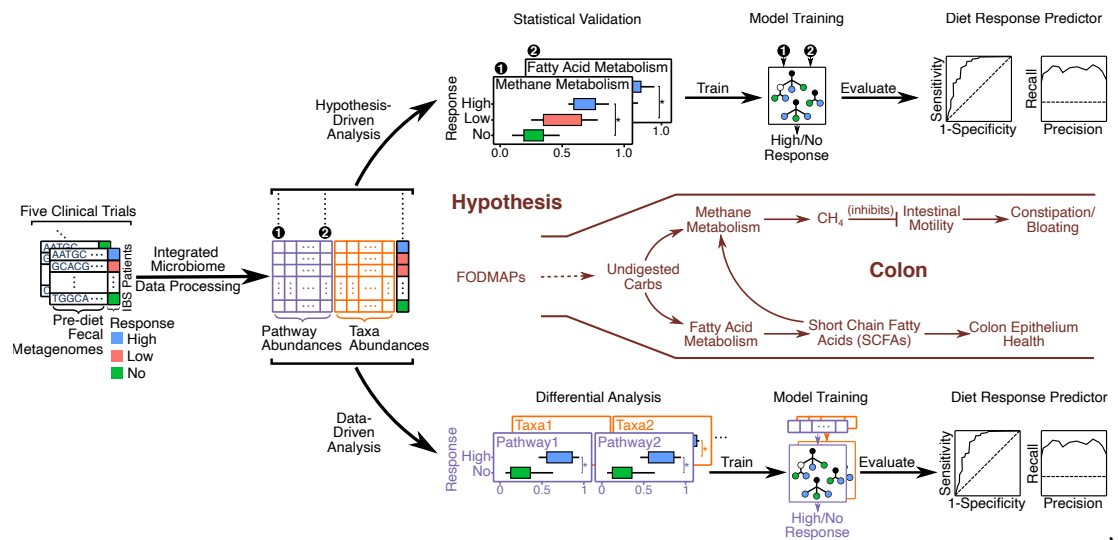 Statistical Validation
Model Training
Diet Response Predictor
Hypothesis-
Driven
Analysis
Response
1
2
Fatty Acid Metabolism
Methane Metabolism
High
Low
No
*
*
0.0
0.5
1.0
1.0
Train
1
2
High/No
Response
Evaluate
Sensitivity
1-Specificity
Recall
Precision
Five Clinical Trials
AATGC
AATGC ···
GCACG ···
TGGCA ···
IBS Patients
Pre-diet
Fecal
Metagenomes
Response
High
Low
No
Integrated
Microbiome
Data Processing
1
2
Pathway
Abundances
Taxa
Abundances
Hypothesis
FODMAPs
Undigested
Carbs
Methane
Metabolism
CH4
(inhibits)
Intestinal
Motility
Constipation/
Bloating
Colon
Fatty Acid
Metabolism
Short Chain Fatty
Acids (SCFAs)
Colon Epithelium
Health
Data-
Driven
Analysis
Differential Analysis
Model Training
Diet Response Predictor
Response
Taxa1
Taxa2
Pathway1
Pathway2
High
No
*
*
*
...
0
0.5
1
0
0.5
1
Train
High/No
Response
Evaluate
Sensitivity
1-Specificity
Recall
Precision